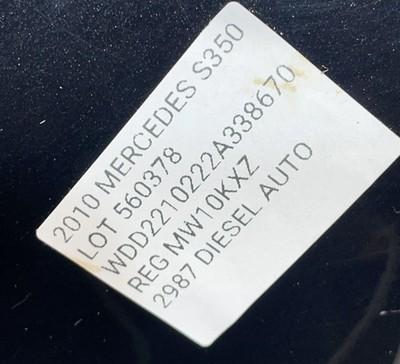 2010 MERCEDES S350
LOT 560378
WDD2210222A338670
REG MW10KXZ
2987 DIESEL AUTO